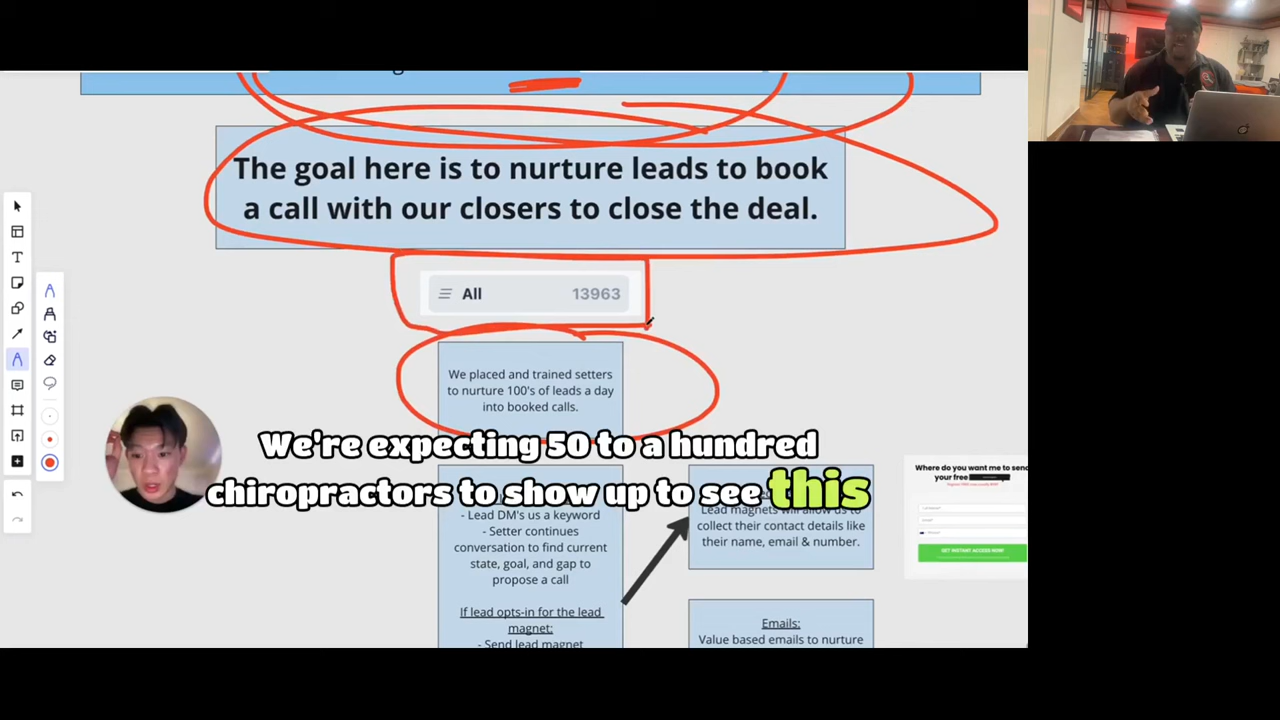 The goal here is to nurture leads to book
a call with our closers to close the deal.
All 13963
We placed and trained setters
to nurture 100's of leads a day
into booked calls.
We're expecting 50 to a hundred
chiropractors to show up to see this
- Lead DM's us a keyword
- Setter continues
conversation to find current
state, goal, and gap to
propose a call
If lead opts-in for the lead
magnet:
- Send lead magnet
Lead magnets will allow us to
collect their contact details like
their name, email & number.
Emails:
Value based emails to nurture
Where do you want me to send
your free
GET INSTANT ACCESS NOW!